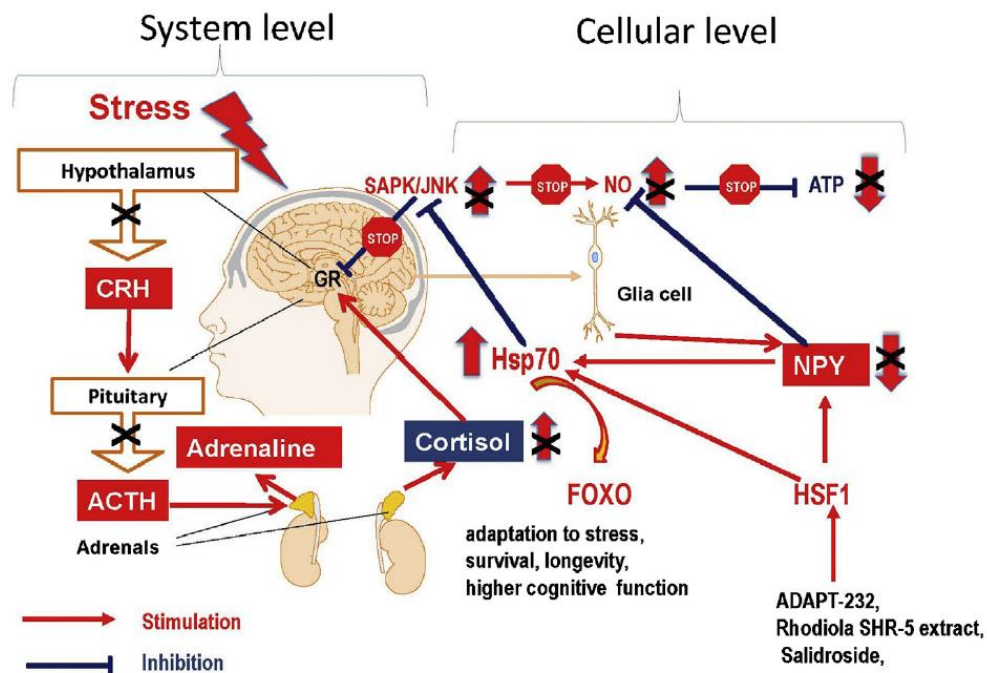 System level
Cellular level
Stress
Hypothalamus
SAPK/JNK
STOP
NO
STOP
ATP
STOP
GR
CRH
Glia cell
Hsp70
NPY
Pituitary
Adrenaline
Cortisol
ACTH
FOXO
HSF1
Adrenals
adaptation to stress,
survival, longevity,
higher cognitive function
ADAPT-232,
Rhodiola SHR-5 extract,
Salidroside,
Stimulation
Inhibition